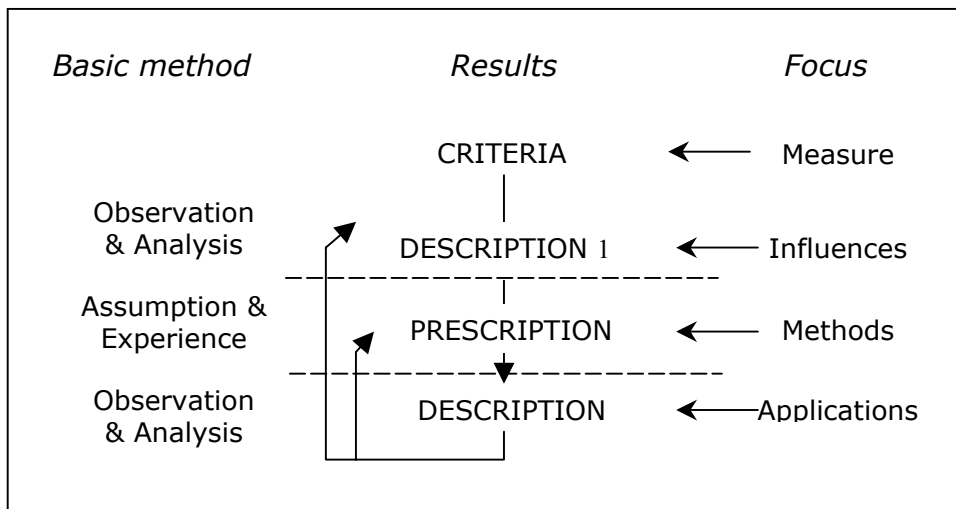 Basic method Results Focus
CRITERIA Measure
Observation
& Analysis
DESCRIPTION 1 Influences
Assumption &
Experience
PRESCRIPTION Methods
Observation
& Analysis
DESCRIPTION Applications